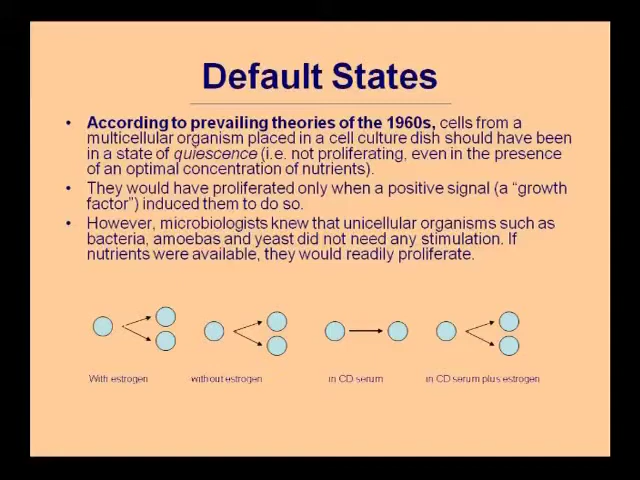 Default States
• According to prevailing theories of the 1960s, cells from a
multicellular organism placed in a cell culture dish should have been
in a state of quiescence (i.e. not proliferating, even in the presence
of an optimal concentration of nutrients).
• They would have proliferated only when a positive signal (a “growth
factor”) induced them to do so.
• However, microbiologists knew that unicellular organisms such as
bacteria, amoebas and yeast did not need any stimulation. If
nutrients were available, they would readily proliferate.
With estrogen
without estrogen
in CD serum
in CD serum plus estrogen